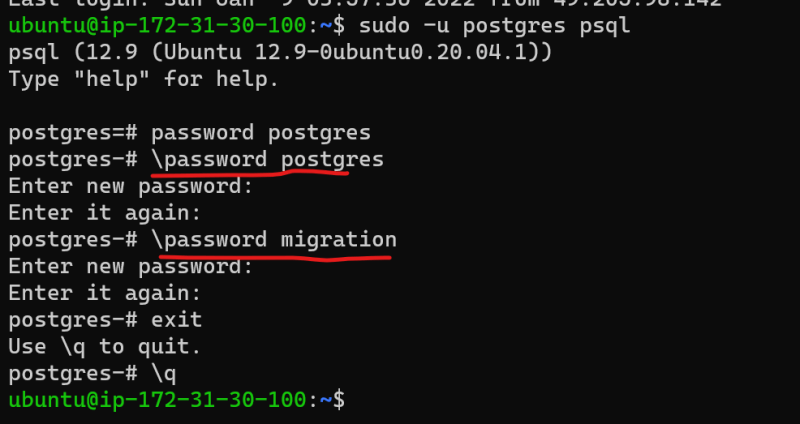 Last login: Sun Jan 9 05:37:58 2022 from 49.205.98.142
ubuntu@ip-172-31-30-100:~$ sudo -u postgres psql
psql (12.9 (Ubuntu 12.9-0ubuntu0.20.04.1))
Type "help" for help.
postgres=# password postgres
postgres-# \password postgres
Enter new password:
Enter it again:
postgres-# \password migration
Enter new password:
Enter it again:
postgres-# exit
Use \q to quit.
postgres-# \q
ubuntu@ip-172-31-30-100:~$